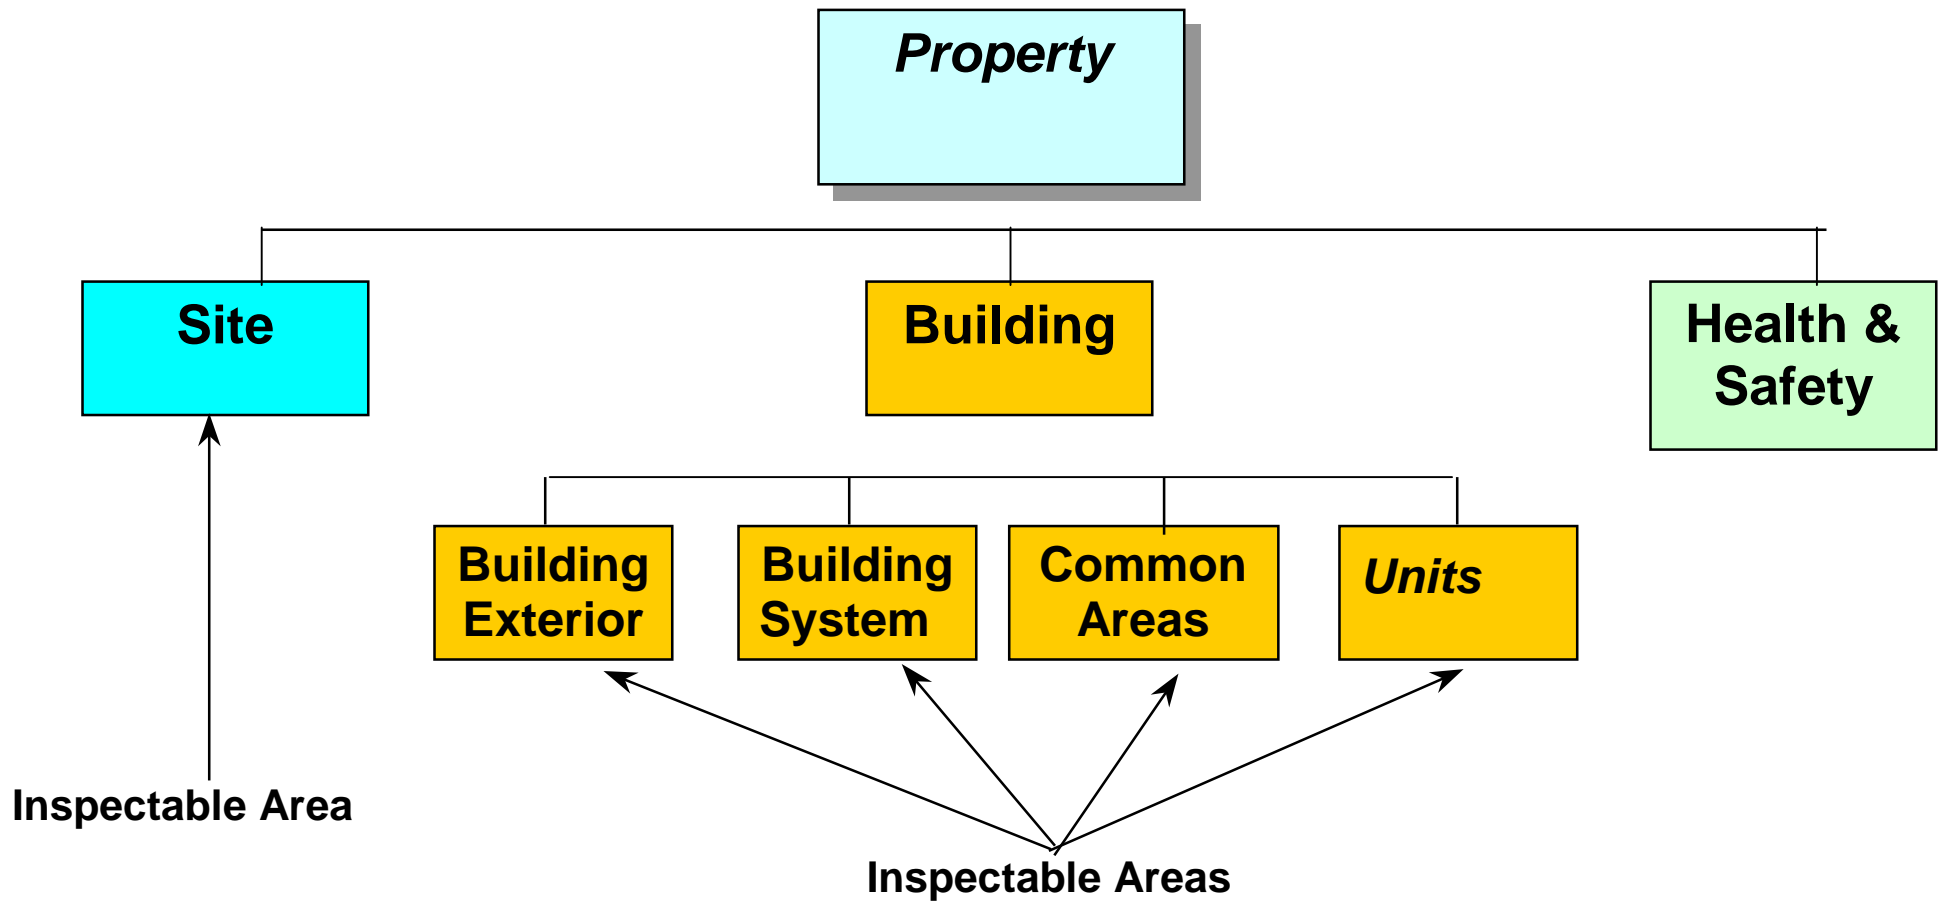 Property
Site
Building
Health &
Safety
Building
Exterior
Building
System
Common
Areas
Units
Inspectable Area
Inspectable Areas